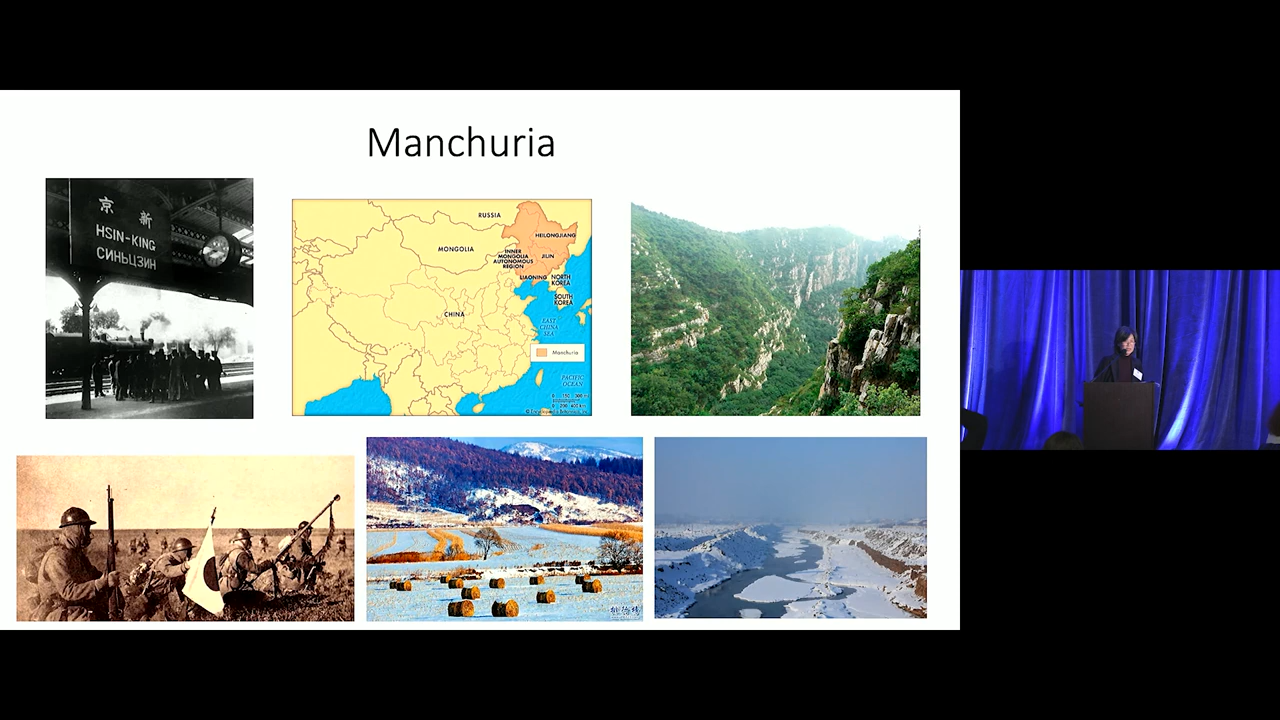 Manchuria
京 新
HSIN-KING
СИНЬЦЗИН
RUSSIA
MONGOLIA
HEILONGJIANG
INNER
MONGOLIA
AUTONOMOUS
REGION
JILIN
LIAONING
NORTH
KOREA
SOUTH
KOREA
CHINA
EAST
CHINA
SEA
Manchuria
PACIFIC
OCEAN